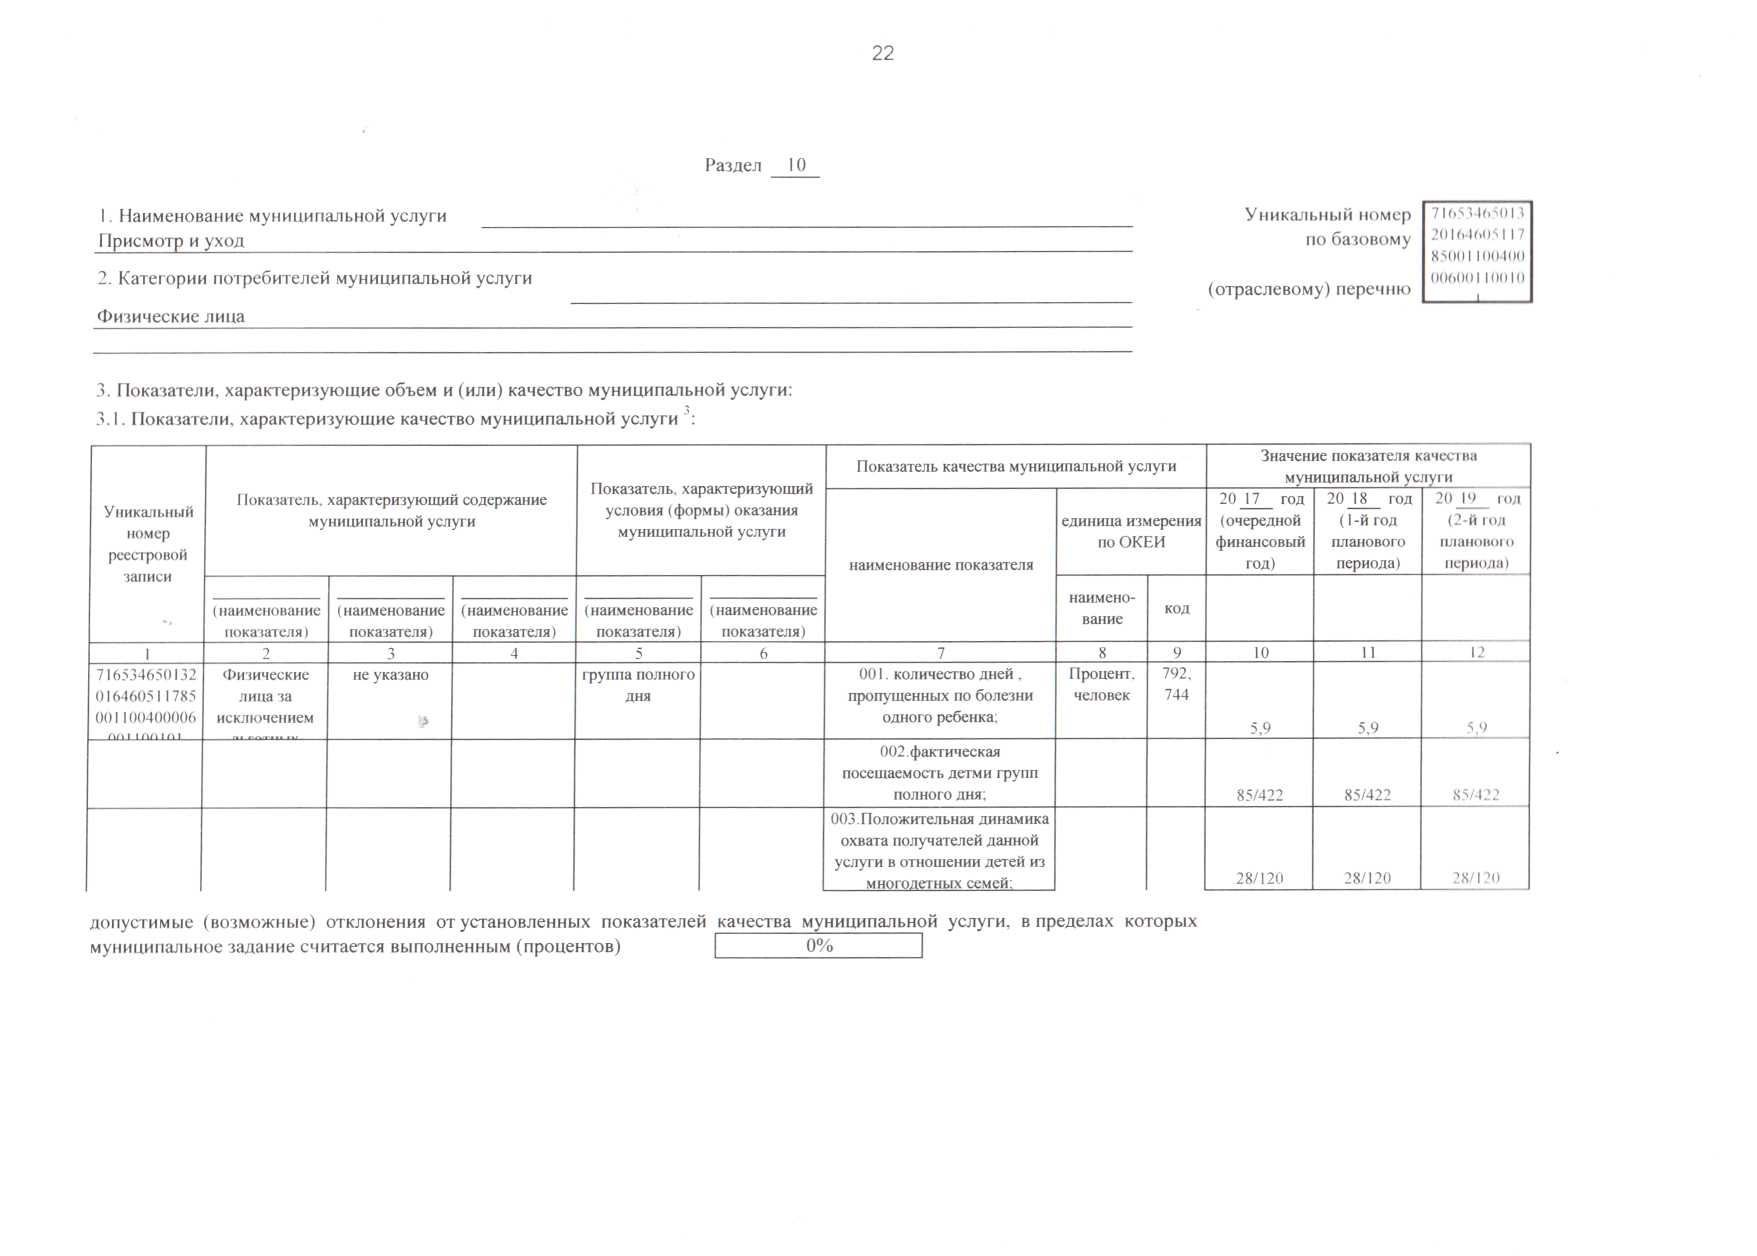 22
Раздел 10
1. Наименование муниципальной услуги
Присмотр и уход
2. Категории потребителей муниципальной услуги
Физические лица
Уникальный номер
по базовому
(отраслевому) перечню
71653465013
20164605117
85001100400
00600110010
1
3. Показатели, характеризующие объем и (или) качество муниципальной услуги:
3.1. Показатели, характеризующие качество муниципальной услуги 3:
Уникальный
номер
реестровой
записи
Показатель, характеризующий содержание
муниципальной услуги
Показатель, характеризующий
условия (формы) оказания
муниципальной услуги
Показатель качества муниципальной услуги
Значение показателя качества
муниципальной услуги
наименование показателя
единица измерения
по ОКЕИ
20 17 год
(очередной
финансовый
год)
20 18 год
(1-й год
планового
периода)
20 19 год
(2-й год
планового
периода)
(наименование
показателя)
(наименование
показателя)
(наименование
показателя)
(наименование
показателя)
(наименование
показателя)
наимено-
вание
код
1 2 3 4 5 6 7 8 9 10 11 12
716534650132
016460511785
001100400006
001100101
Физические
лица за
исключением
льготных
не указано
группа полного
дня
001. количество дней ,
пропущенных по болезни
одного ребенка;
Процент,
человек
792,
744
5,9 5,9 5,9
002.фактическая
посещаемость детми групп
полного дня;
85/422 85/422 85/422
003.Положительная динамика
охвата получателей данной
услуги в отношении детей из
многодетных семей;
28/120 28/120 28/120
допустимые (возможные) отклонения от установленных показателей качества муниципальной услуги, в пределах которых
муниципальное задание считается выполненным (процентов) 0%